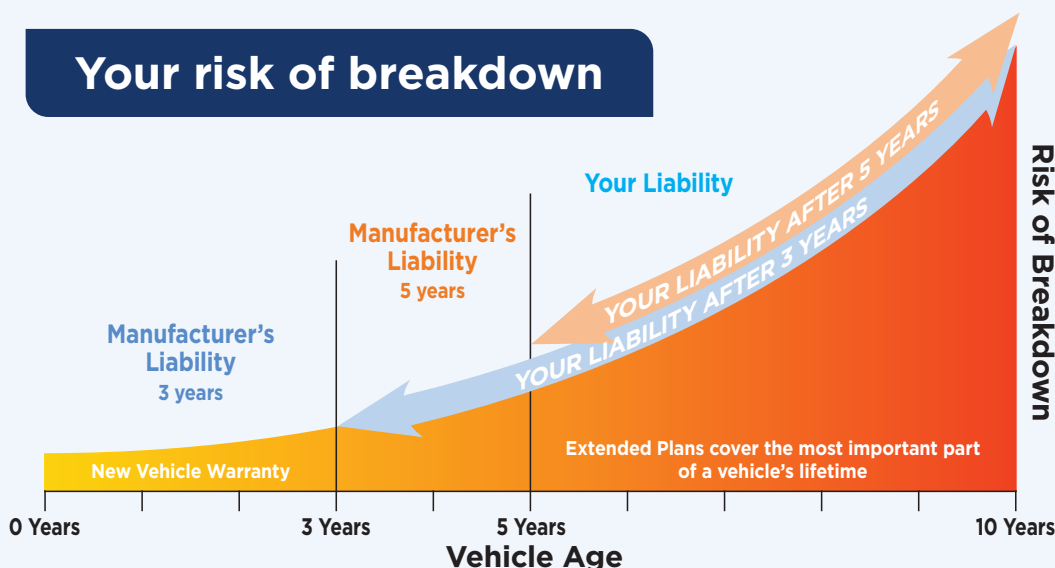 Your risk of breakdown
Your Liability
Manufacturer's
Liability
5 years
Manufacturer's
Liability
3 years
YOUR LIABILITY AFTER 5 YEARS
YOUR LIABILITY AFTER 3 YEARS
Risk of Breakdown
New Vehicle Warranty
Extended Plans cover the most important part
of a vehicle's lifetime
0 Years
3 Years
5 Years
10 Years
Vehicle Age